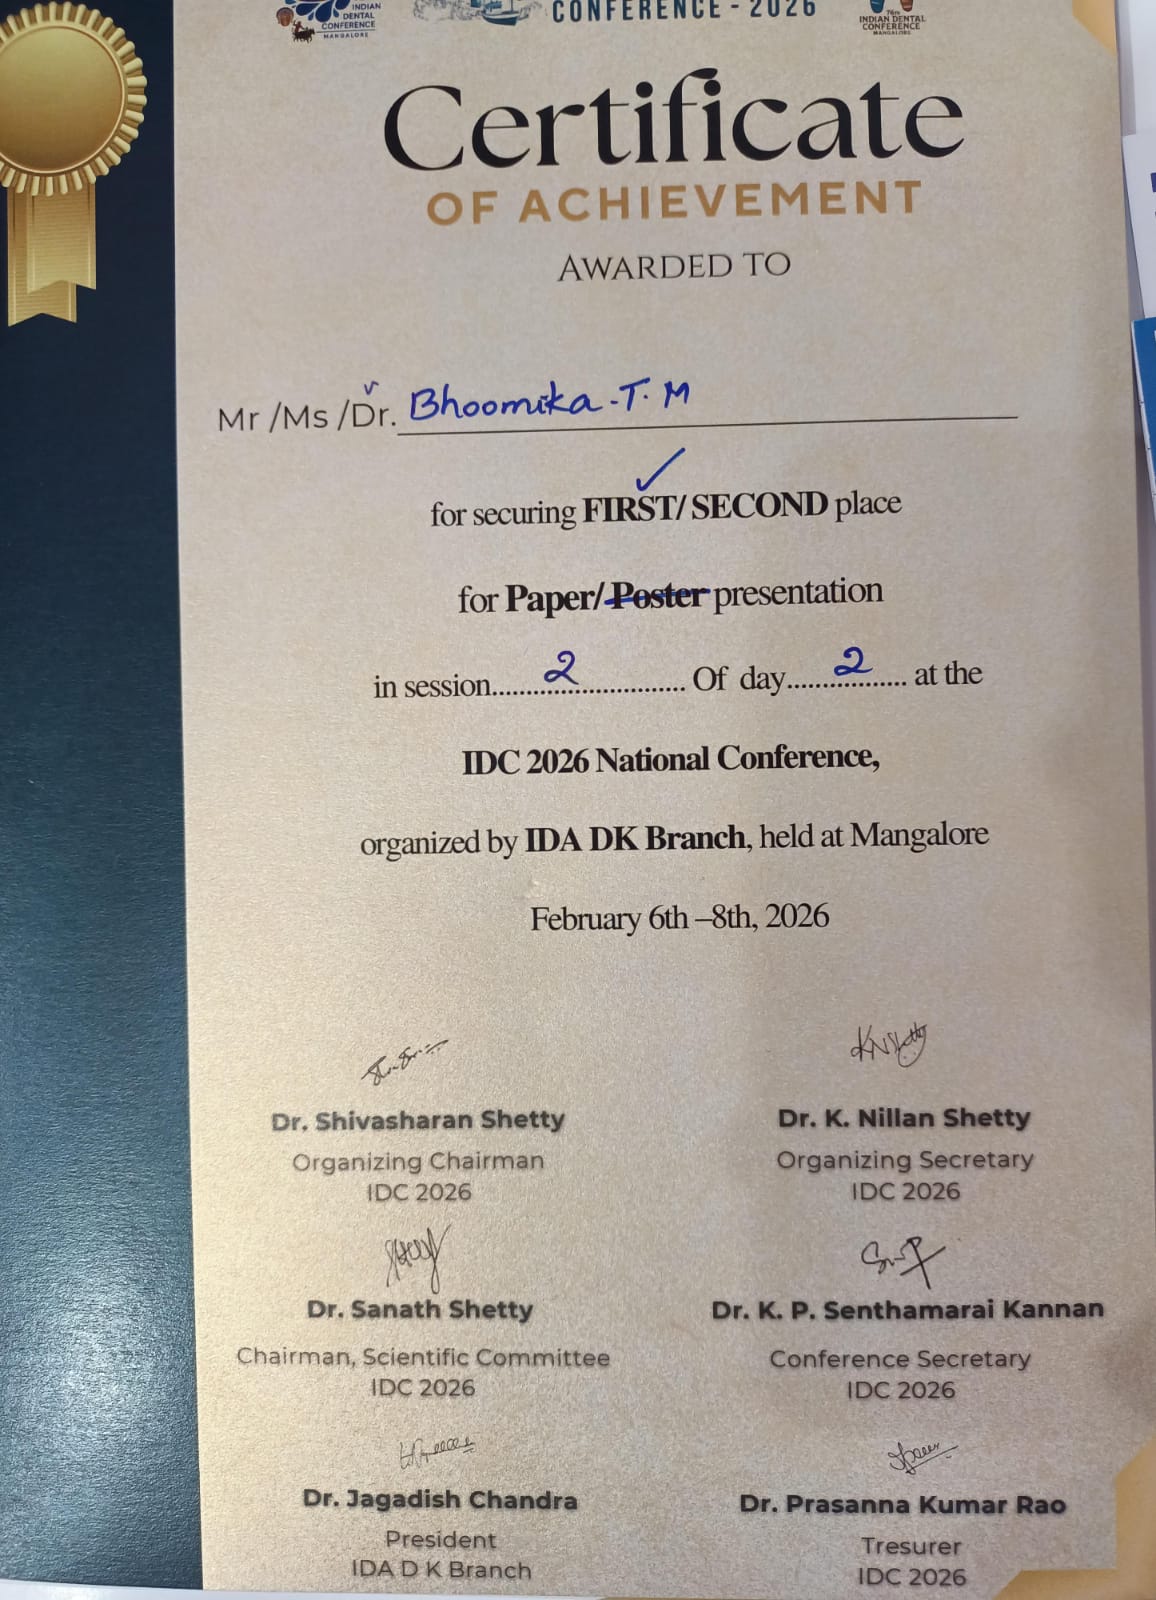 INDIAN
DENTAL
CONFERENCE
MANGALORE
CONFERENCE - 2026
76th
INDIAN DENTAL
CONFERENCE
MANGALORE
Certificate
OF ACHIEVEMENT
AWARDED TO
Mr /Ms /Dr. Bhoomika -T. M
for securing FIRST/ SECOND place
for Paper/ Poster presentation
in session....2.... Of day....2.... at the
IDC 2026 National Conference,
organized by IDA DK Branch, held at Mangalore
February 6th –8th, 2026
Dr. Shivasharan Shetty
Organizing Chairman
IDC 2026
Dr. K. Nillan Shetty
Organizing Secretary
IDC 2026
Dr. Sanath Shetty
Chairman, Scientific Committee
IDC 2026
Dr. K. P. Senthamarai Kannan
Conference Secretary
IDC 2026
Dr. Jagadish Chandra
President
IDA D K Branch
Dr. Prasanna Kumar Rao
Tresurer
IDC 2026